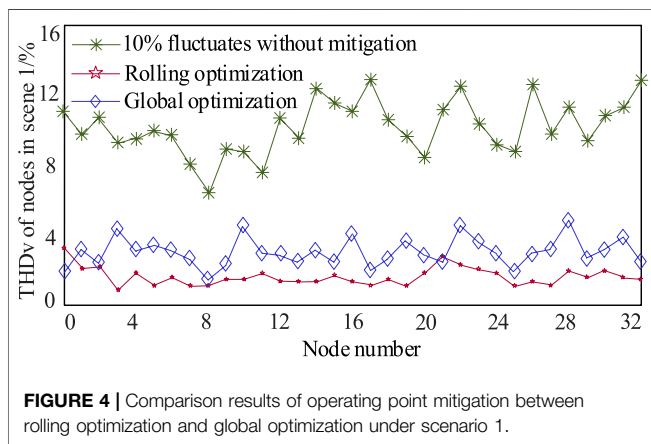 16
12
8
4
0
THDv of nodes in scene 1/%
10% fluctuates without mitigation
Rolling optimization
Global optimization
0 4 8 12 16 20 24 28 32
Node number
FIGURE 4 | Comparison results of operating point mitigation between
rolling optimization and global optimization under scenario 1.